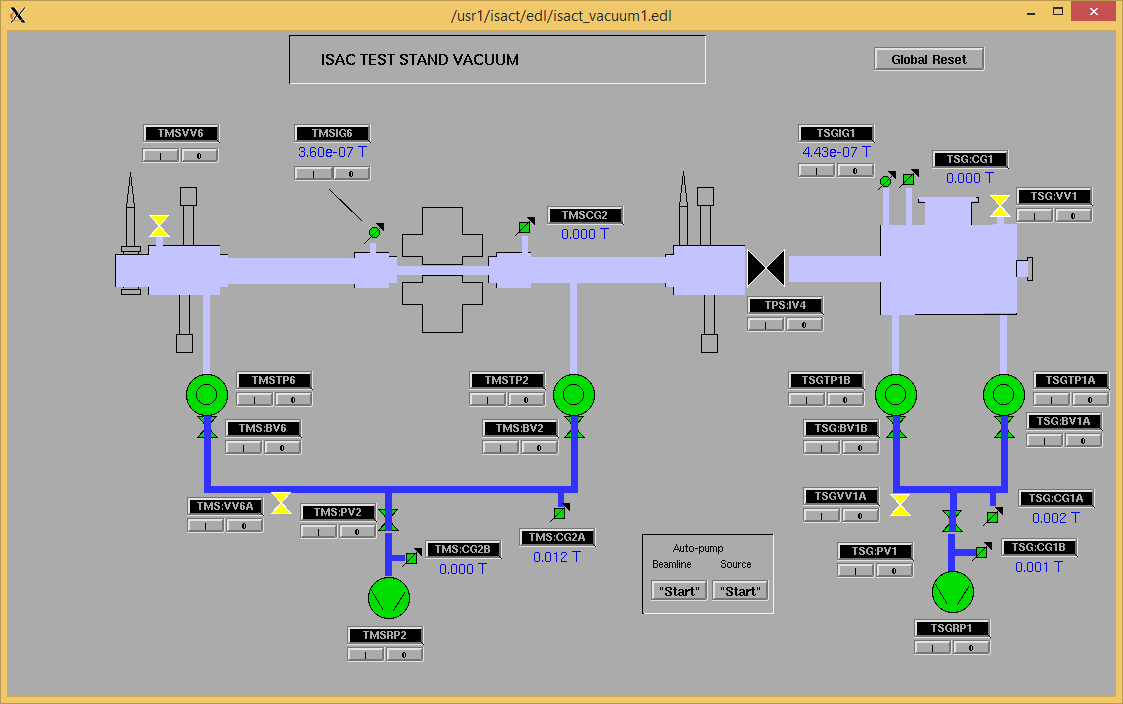 /usr1/isact/edl/isact_vacuum1.edl
ISAC TEST STAND VACUUM
Global Reset
TMSVV6
I 0
TMSIG6
3.60e-07 T
I 0
TSGIG1
4.43e-07 T
I 0
TSG:CG1
0.000 T
TSG:VV1
I 0
TMSCG2
0.000 T
TPS:IV4
I 0
TMSTP6
I 0
TMS:BV6
I 0
TMSTP2
I 0
TMS:BV2
I 0
TSGTP1B
I 0
TSG:BV1B
I 0
TSGTP1A
I 0
TSG:BV1A
I 0
TMS:VV6A
I 0
TMS:PV2
I 0
TMS:CG2A
0.012 T
TMS:CG2B
0.000 T
TMSRP2
I 0
Auto-pump
Beamline Source
"Start" "Start"
TSGVV1A
I 0
TSG:CG1A
0.002 T
TSG:PV1
I 0
TSG:CG1B
0.001 T
TSGRP1
I 0